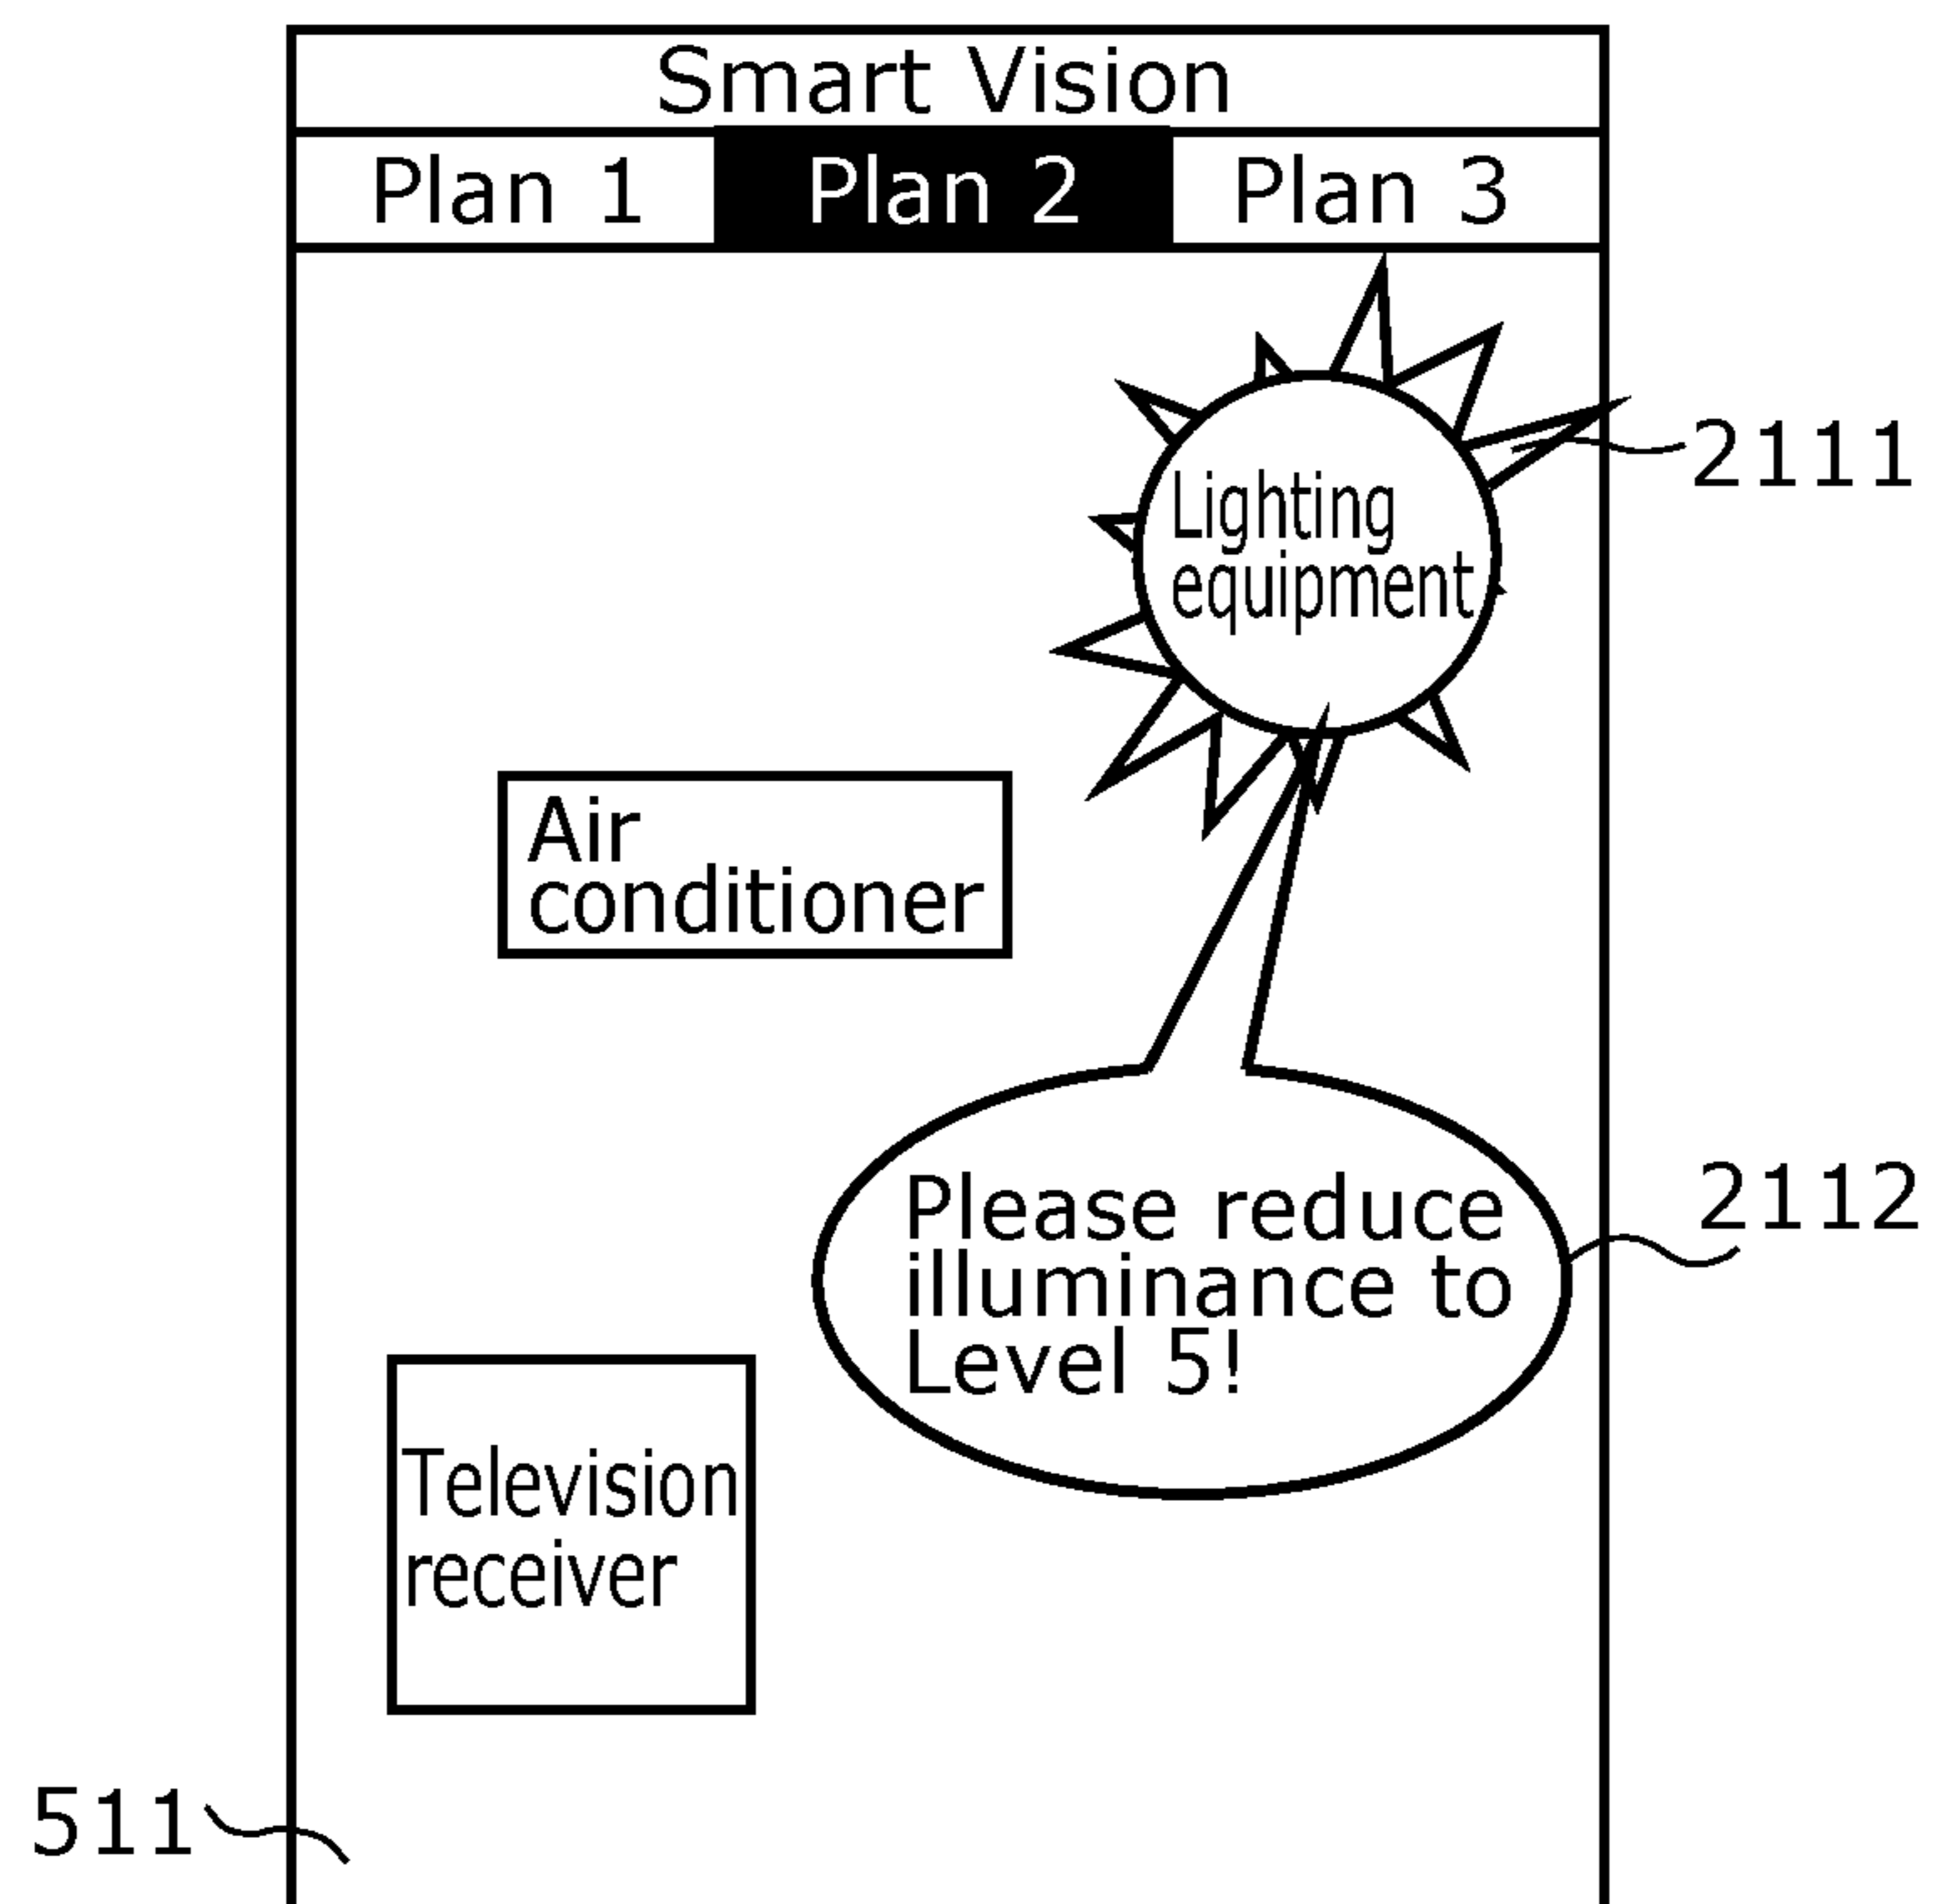 Smart Vision
Plan 1 Plan 2 Plan 3
2111
Lighting
equipment
Air
conditioner
2112
Please reduce
illuminance to
Level 5!
Television
receiver
511